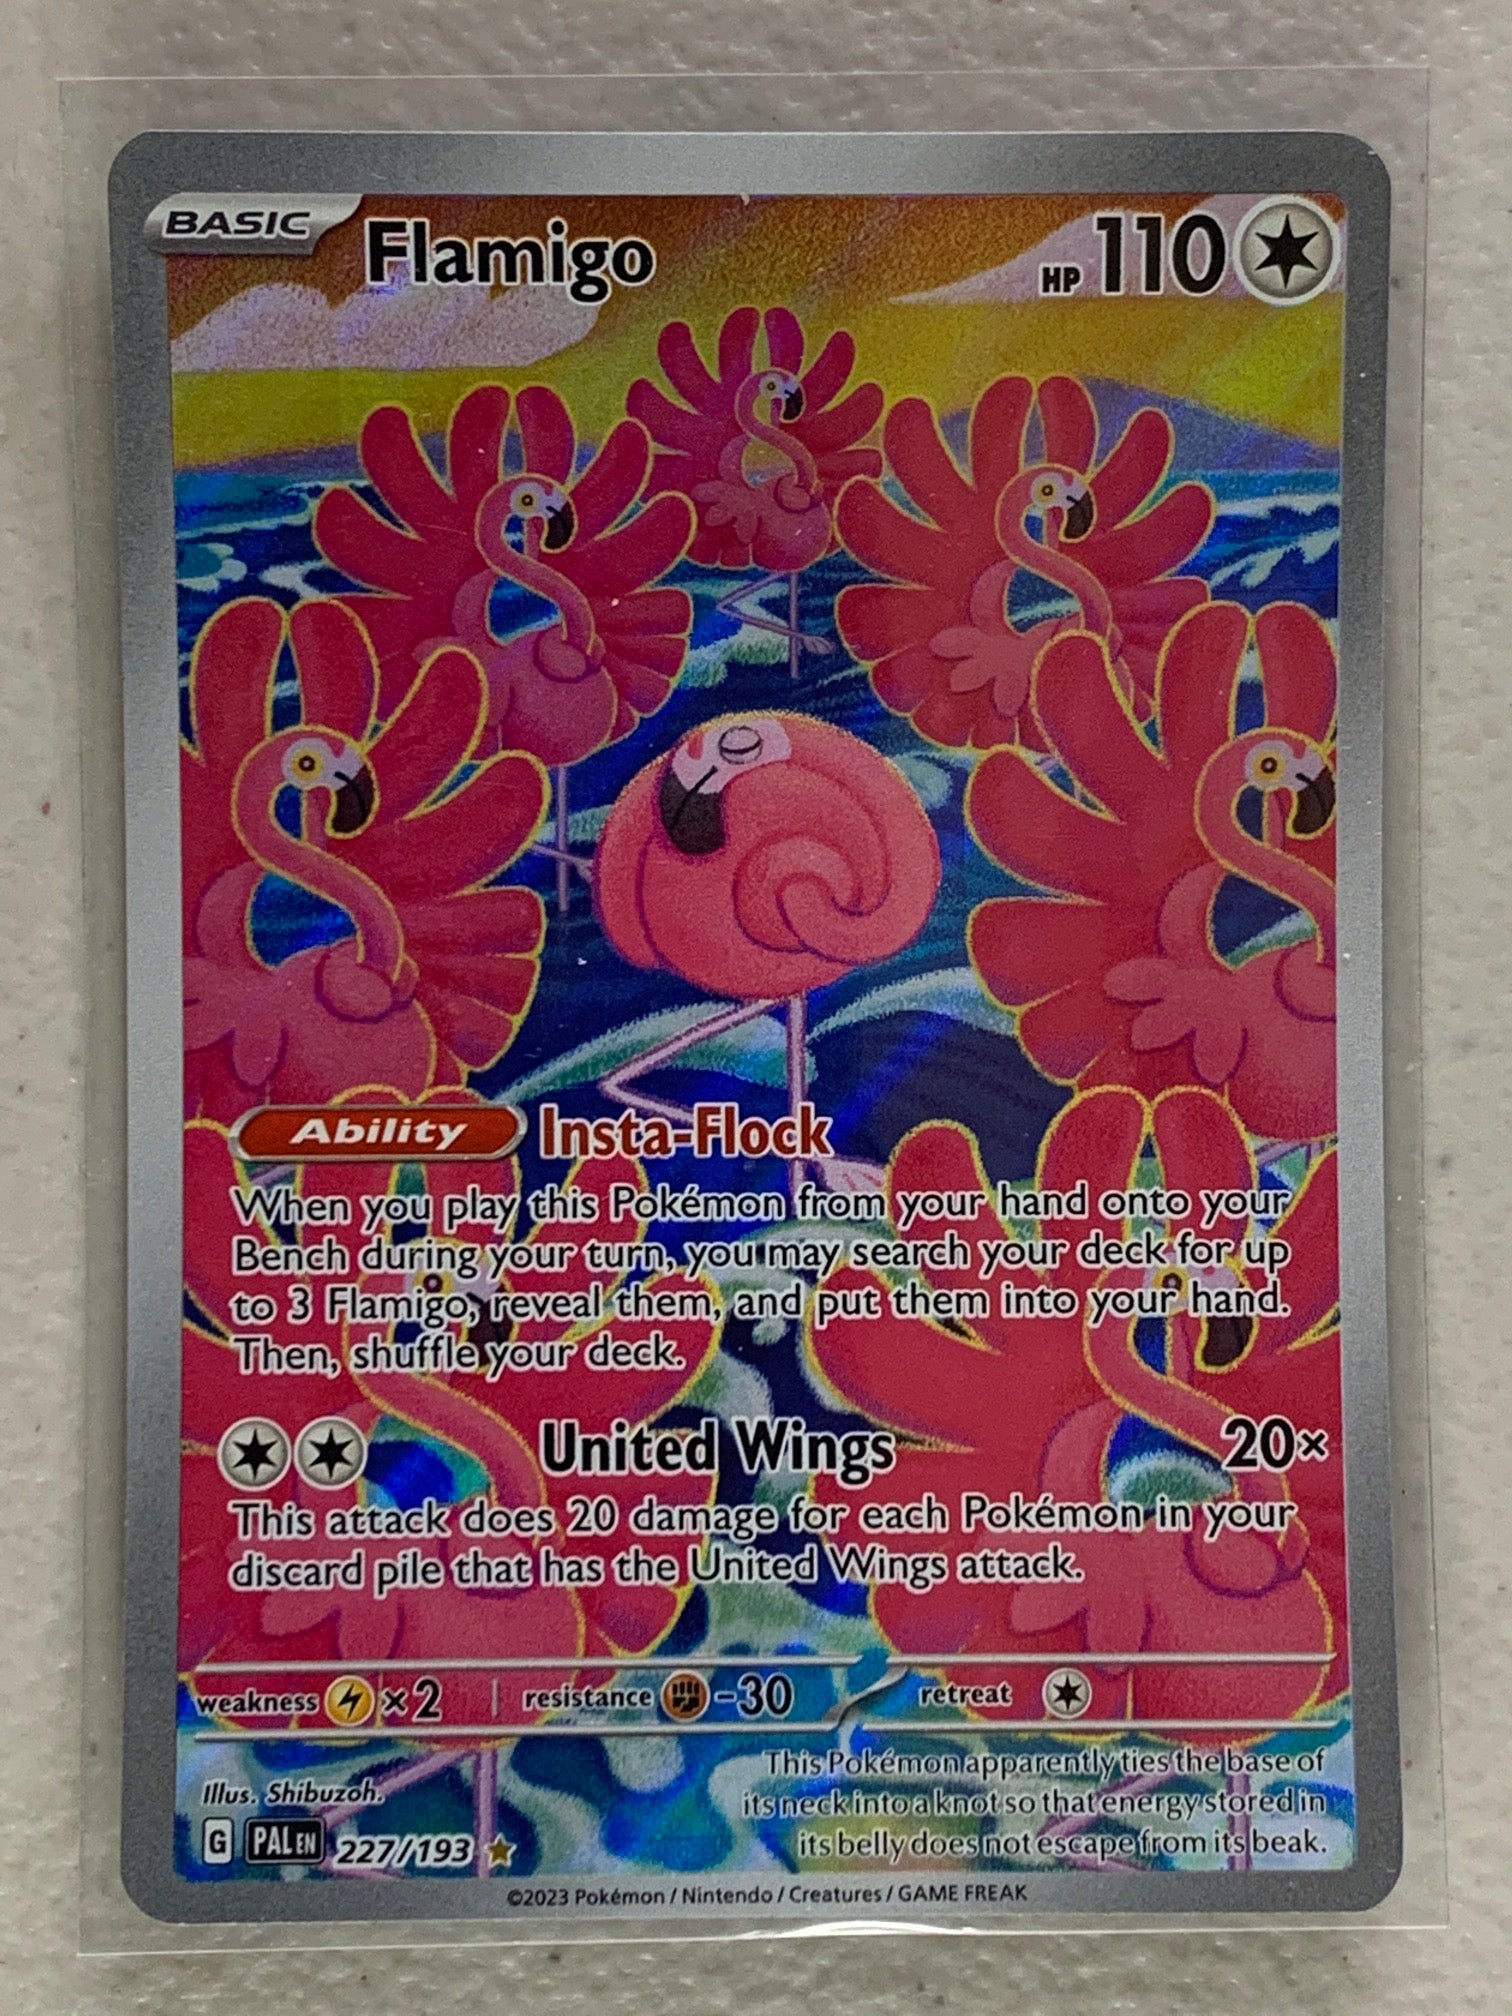 BASIC Flamigo HP 110
Ability Insta-Flock
When you play this Pokémon from your hand onto your
Bench during your turn, you may search your deck for up
to 3 Flamigo, reveal them, and put them into your hand.
Then, shuffle your deck.
United Wings 20×
This attack does 20 damage for each Pokémon in your
discard pile that has the United Wings attack.
weakness ×2 resistance -30 retreat
This Pokémon apparently ties the base of
its neck into a knot so that energy stored in
its belly does not escape from its beak.
Illus. Shibuzoh.
G PAL EN 227/193
©2023 Pokémon / Nintendo / Creatures / GAME FREAK